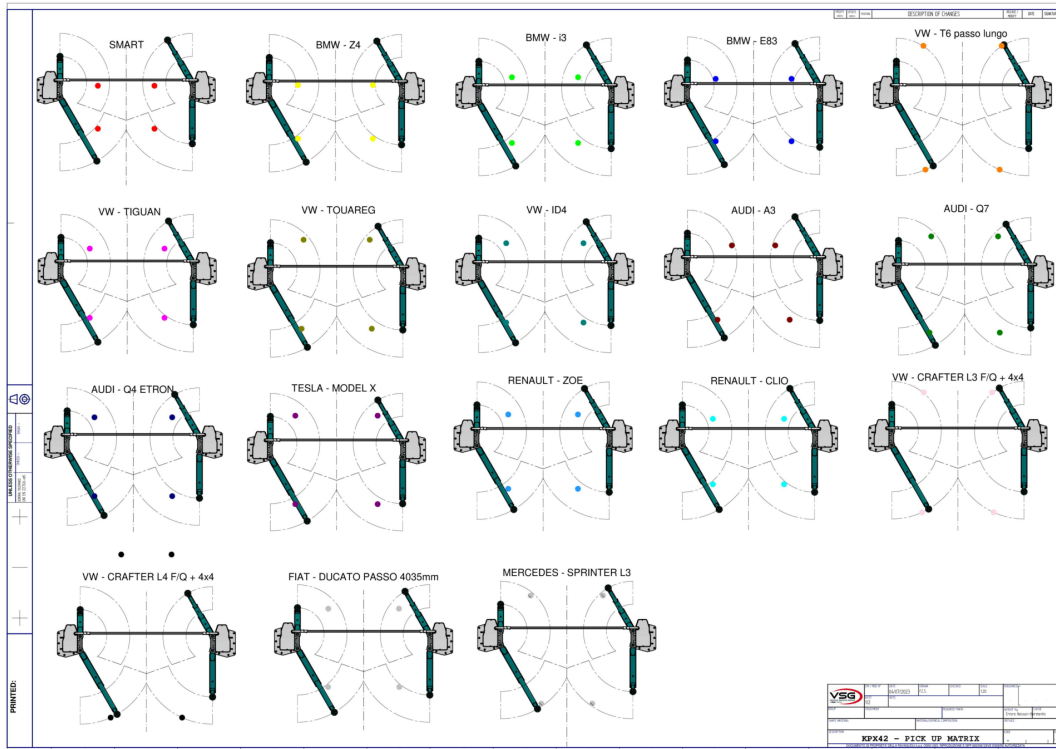 DESCRIPTION OF CHANGES
DATE
SMART
BMW - Z4
BMW - i3
BMW - E83
VW - T6 passo lungo
VW - TIGUAN
VW - TOUAREG
VW - ID4
AUDI - A3
AUDI - Q7
AUDI - Q4 ETRON
TESLA - MODEL X
RENAULT - ZOE
RENAULT - CLIO
VW - CRAFTER L3 F/Q + 4x4
VW - CRAFTER L4 F/Q + 4x4
FIAT - DUCATO PASSO 4035mm
MERCEDES - SPRINTER L3
UNLESS OTHERWISE SPECIFIED
PRINTED:
VSG
KPX42 - PICK UP MATRIX